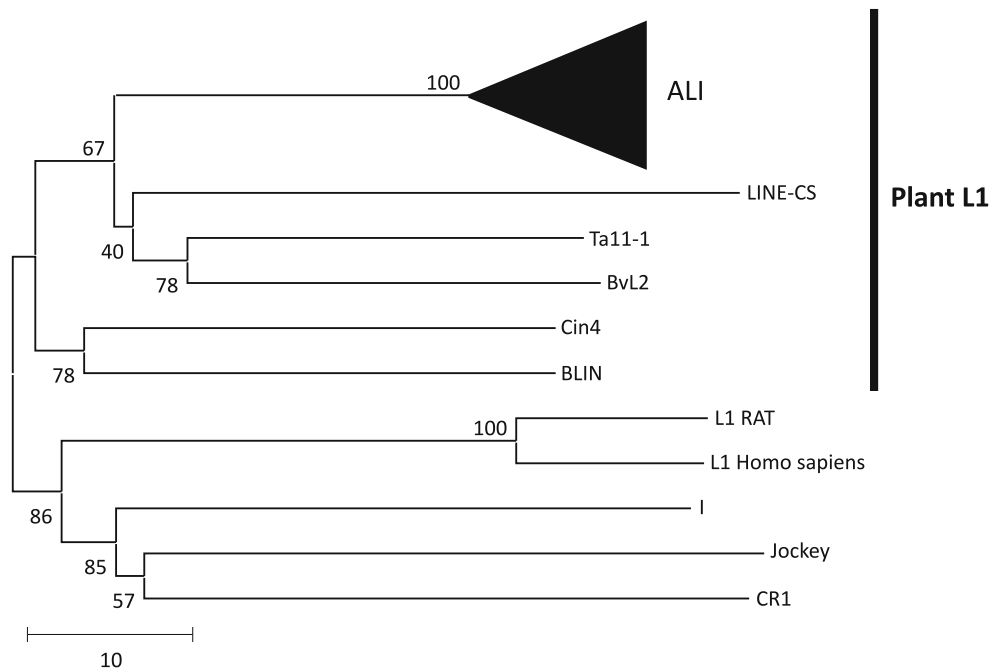 100
ALI
67
LINE-CS
Plant L1
Ta11-1
40
BvL2
78
Cin4
BLIN
78
L1 RAT
100
L1 Homo sapiens
I
86
Jockey
85
CR1
57
10